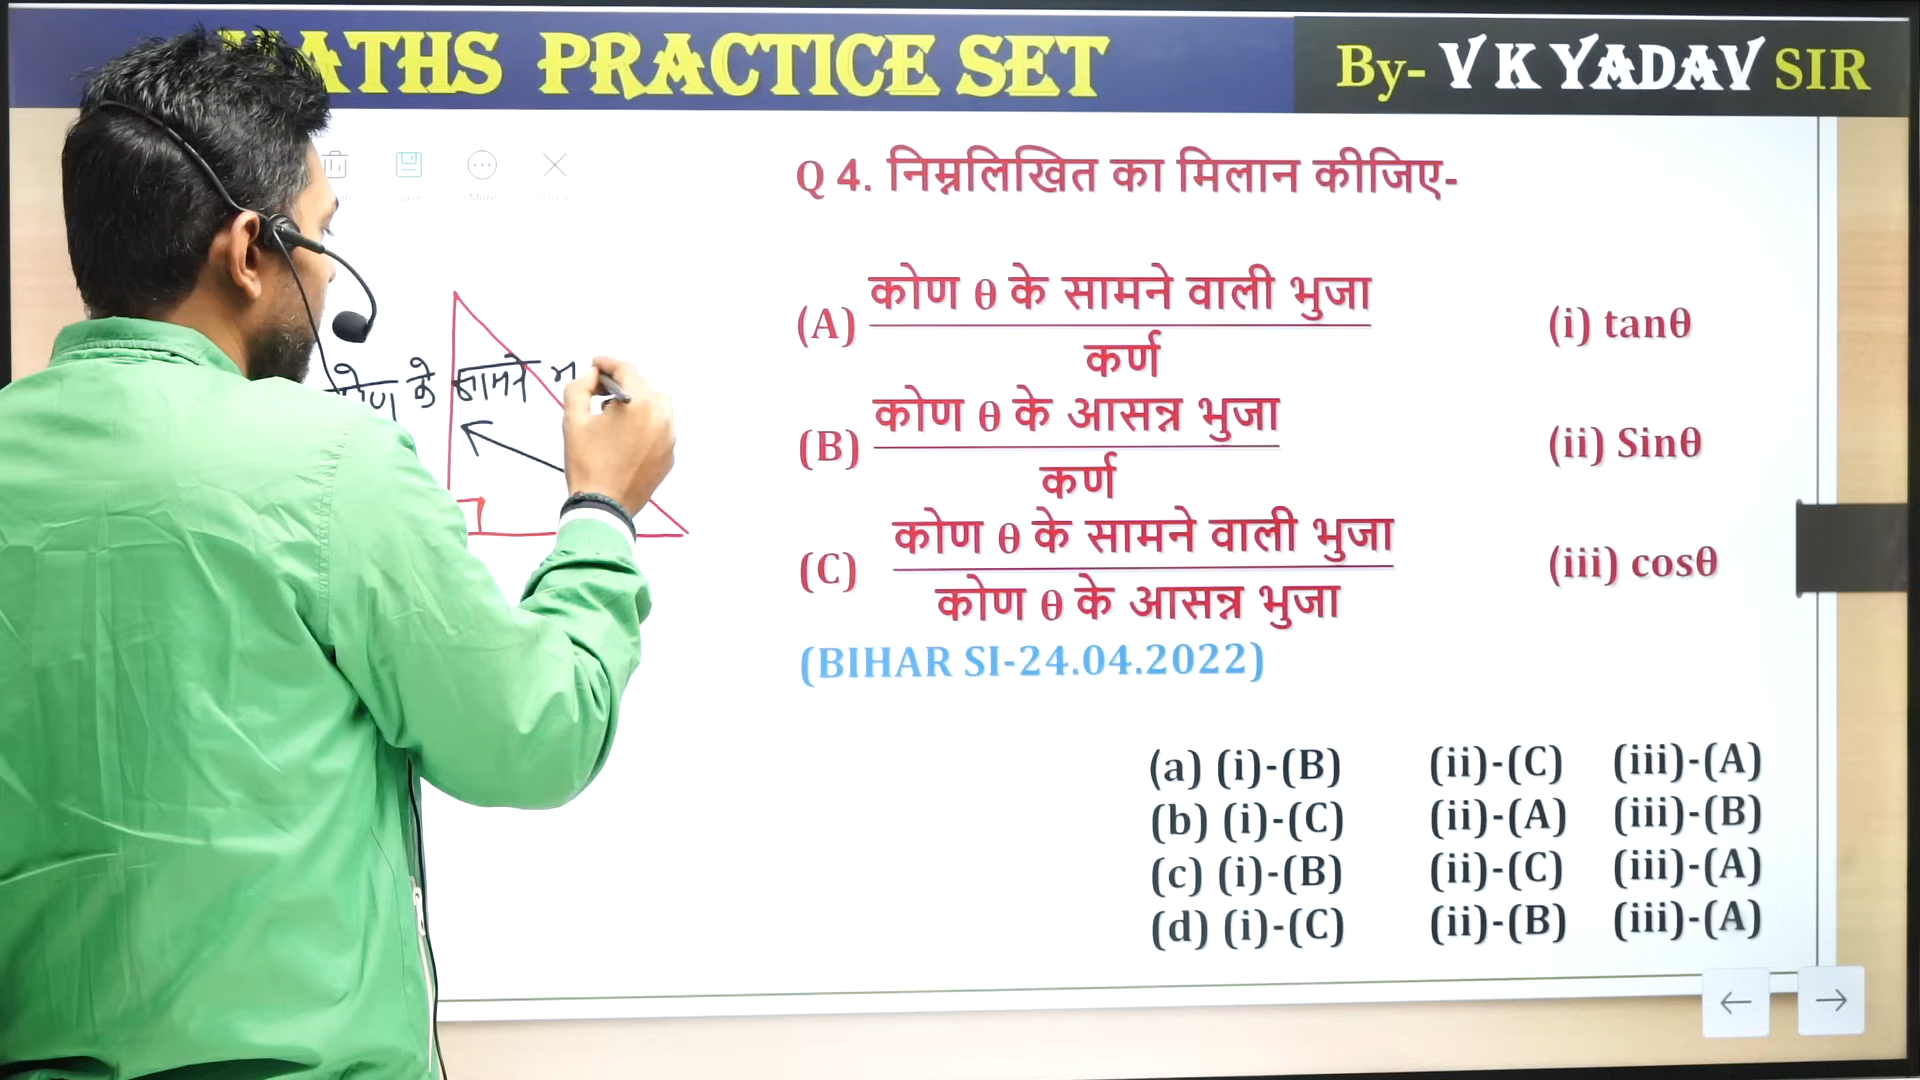 MATHS PRACTICE SET By- V K YADAV SIR
More
Q 4. निम्नलिखित का मिलान कीजिए-
(A) कोण θ के सामने वाली भुजा
कर्ण
(i) tanθ
(B) कोण θ के आसन्न भुजा
कर्ण
(ii) Sinθ
(C) कोण θ के सामने वाली भुजा
कोण θ के आसन्न भुजा
(iii) cosθ
(BIHAR SI-24.04.2022)
(a) (i)-(B) (ii)-(C) (iii)-(A)
(b) (i)-(C) (ii)-(A) (iii)-(B)
(c) (i)-(B) (ii)-(C) (iii)-(A)
(d) (i)-(C) (ii)-(B) (iii)-(A)
के सामने